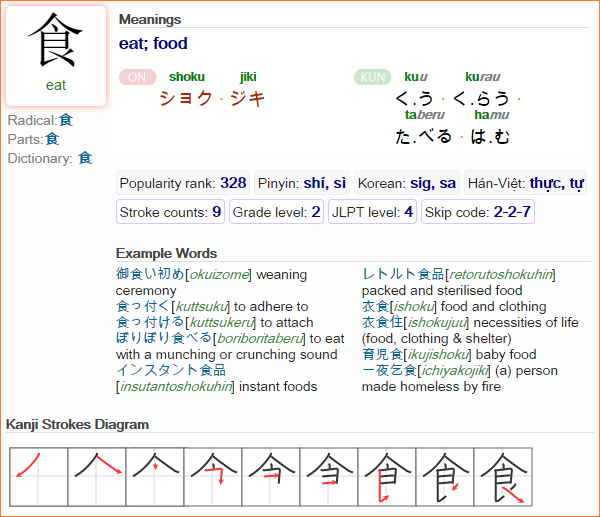 食
eat
Radical:食
Parts:食
Dictionary: 食
Meanings
eat; food
ON shoku jiki
ショク · ジキ
KUN kuu kurau
く.う · く.らう ·
taberu hamu
た.べる · は.む
Popularity rank: 328 Pinyin: shí, sì Korean: sig, sa Hán-Việt: thực, tự
Stroke counts: 9 Grade level: 2 JLPT level: 4 Skip code: 2-2-7
Example Words
御食い初め[okuizome] weaning
ceremony
食っ付く[kuttsuku] to adhere to
食っ付ける[kuttsukeru] to attach
ぼりぼり食べる[boriboritaberu] to eat
with a munching or crunching sound
インスタント食品
[insutantoshokuhin] instant foods
レトルト食品[retorutoshokuhin]
packed and sterilised food
衣食[ishoku] food and clothing
衣食住[ishokujuu] necessities of life
(food, clothing & shelter)
育児食[ikujishoku] baby food
一夜乞食[ichiyakojiki] (a) person
made homeless by fire
Kanji Strokes Diagram